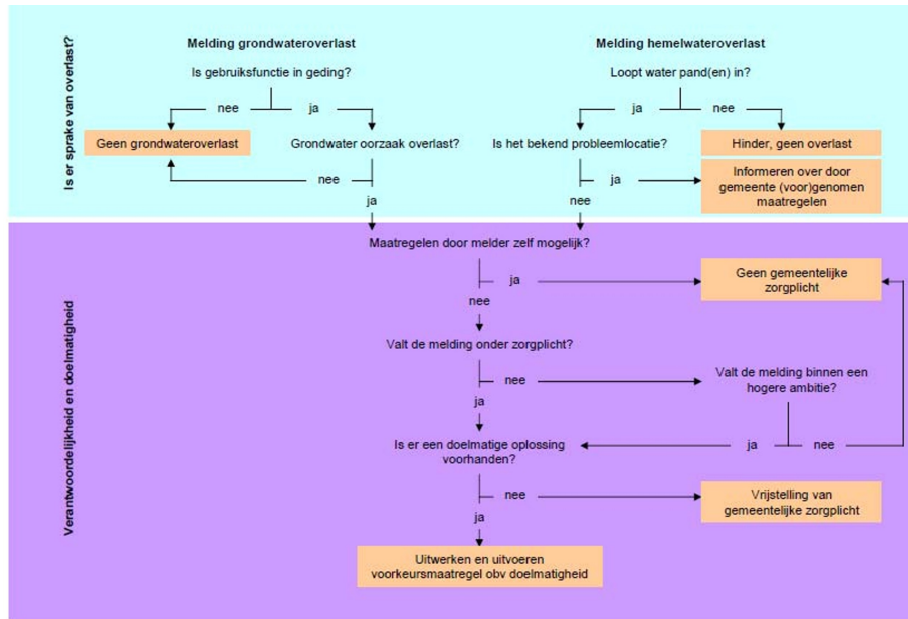 Is er sprake van overlast?
Melding grondwateroverlast
Is gebruiksfunctie in geding?
nee
ja
Geen grondwateroverlast
Grondwater oorzaak overlast?
nee
ja
Melding hemelwateroverlast
Loopt water pand(en) in?
ja
nee
Is het bekend probleemlocatie?
Hinder, geen overlast
ja
Informeren over door
gemeente (voor)genomen
maatregelen
nee
Verantwoordelijkheid en doelmatigheid
Maatregelen door melder zelf mogelijk?
ja
Geen gemeentelijke
zorgplicht
nee
Valt de melding onder zorgplicht?
nee
Valt de melding binnen een
hogere ambitie?
ja
Is er een doelmatige oplossing
voorhanden?
ja
nee
nee
Vrijstelling van
gemeentelijke zorgplicht
ja
Uitwerken en uitvoeren
voorkeursmaatregel obv doelmatigheid